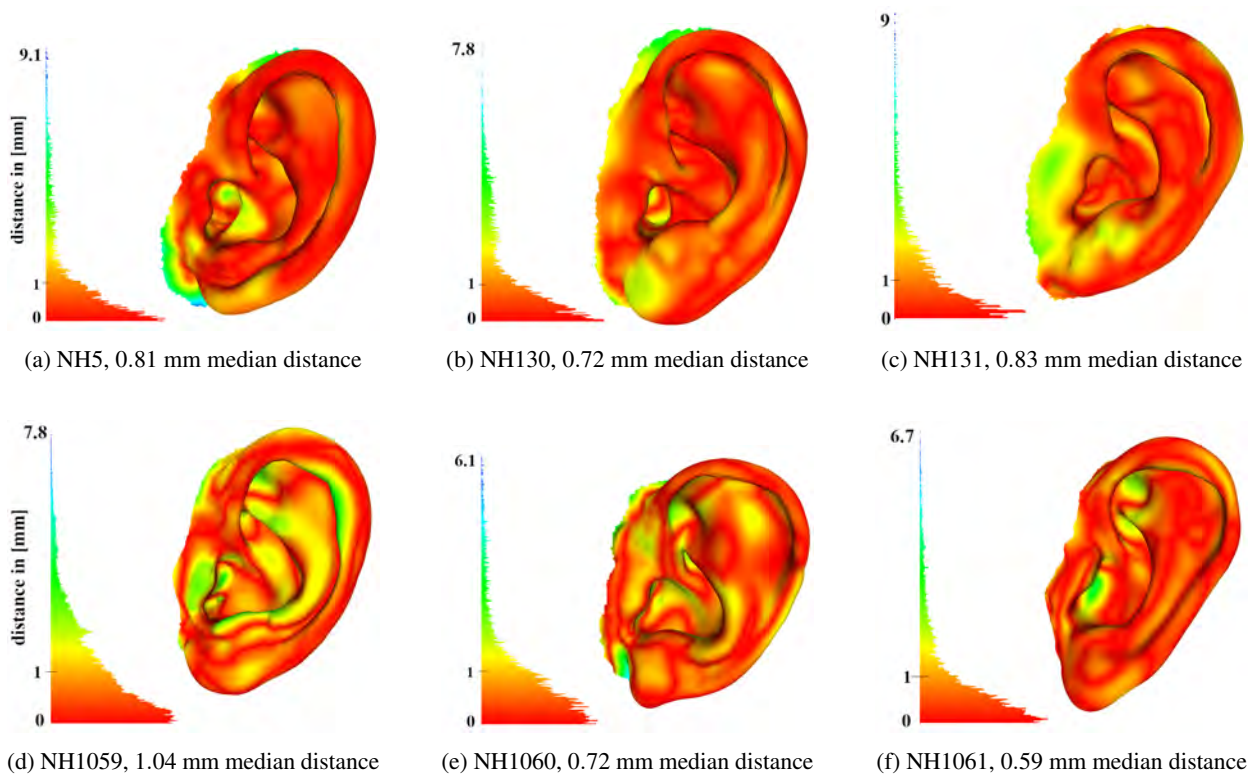 9.1
distance in [mm]
1
0
7.8
1
0
9
1
0
(a) NH5, 0.81 mm median distance
(b) NH130, 0.72 mm median distance
(c) NH131, 0.83 mm median distance
7.8
distance in [mm]
1
0
6.1
1
0
6.7
1
0
(d) NH1059, 1.04 mm median distance
(e) NH1060, 0.72 mm median distance
(f) NH1061, 0.59 mm median distance